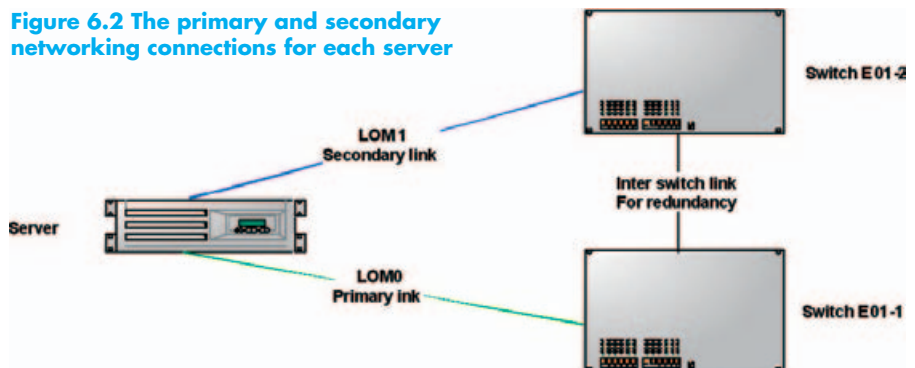 Figure 6.2 The primary and secondary
networking connections for each server
Switch E01-2
LOM1
Secondary link
Inter switch link
For redundancy
Server
LOM0
Primary ink
Switch E01-1